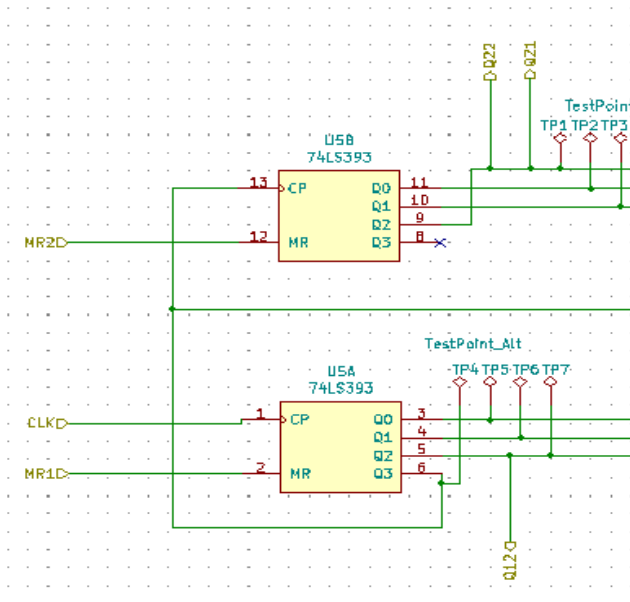 QZ2 QZ1
TestPoin
TP1 TP2 TP3
U5B
74LS393
13 CP Q0 11
Q1 10
Q2 9
MR2 12 MR Q3 8
TestPoint_Alt
U5A
74LS393
TP4 TP5 TP6 TP7
CLK 1 CP Q0 3
Q1 4
Q2 5
MR1 2 MR Q3 6
Q12